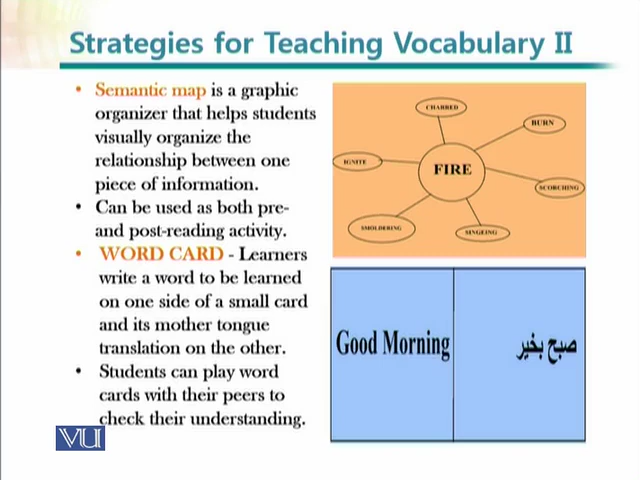 Strategies for Teaching Vocabulary II
• Semantic map is a graphic
organizer that helps students
visually organize the
relationship between one
piece of information.
• Can be used as both pre-
and post-reading activity.
• WORD CARD - Learners
write a word to be learned
on one side of a small card
and its mother tongue
translation on the other.
• Students can play word
cards with their peers to
check their understanding.
CHARRED
BURN
IGNITE
FIRE
SCORCHING
SMOLDERING
SINGEING
Good Morning
صبح بخیر
VU